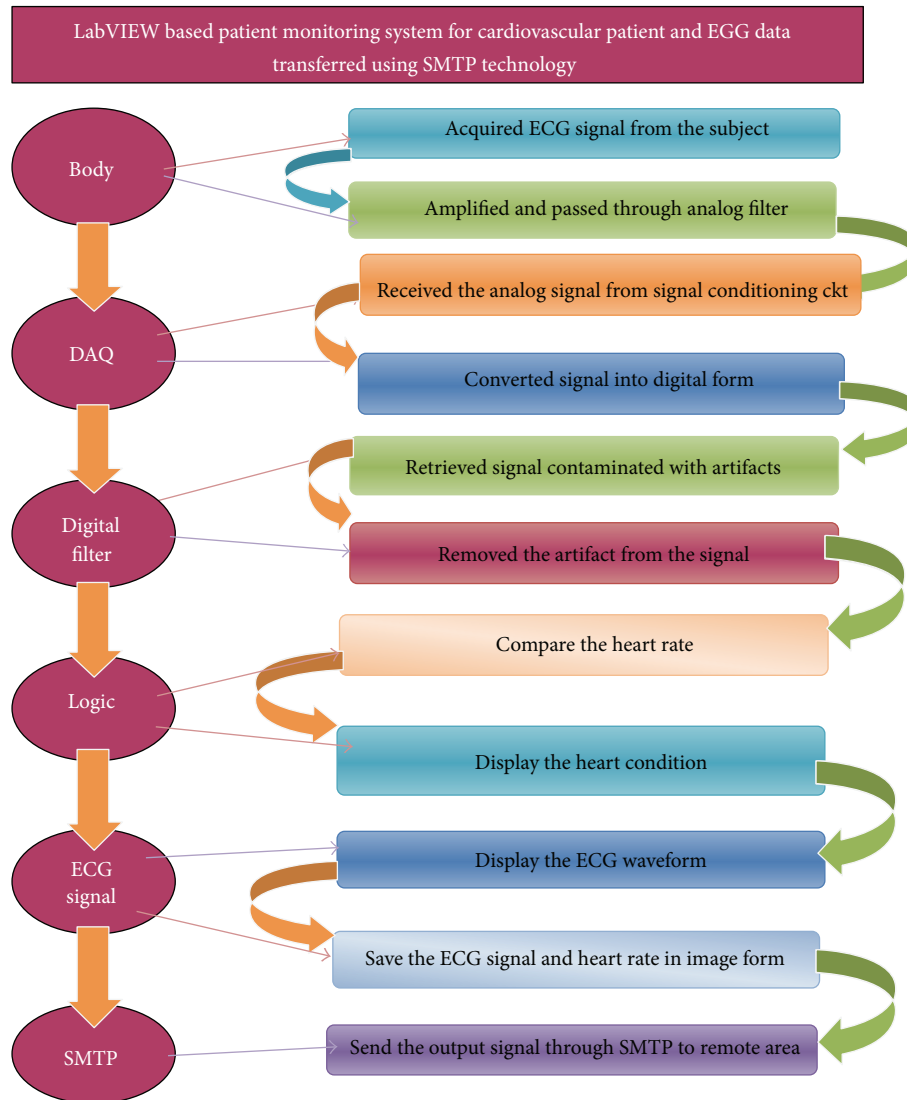 LabVIEW based patient monitoring system for cardiovascular patient and EGG data
transferred using SMTP technology
Body
Acquired ECG signal from the subject
Amplified and passed through analog filter
DAQ
Received the analog signal from signal conditioning ckt
Converted signal into digital form
Digital
filter
Retrieved signal contaminated with artifacts
Removed the artifact from the signal
Logic
Compare the heart rate
Display the heart condition
ECG
signal
Display the ECG waveform
Save the ECG signal and heart rate in image form
SMTP
Send the output signal through SMTP to remote area